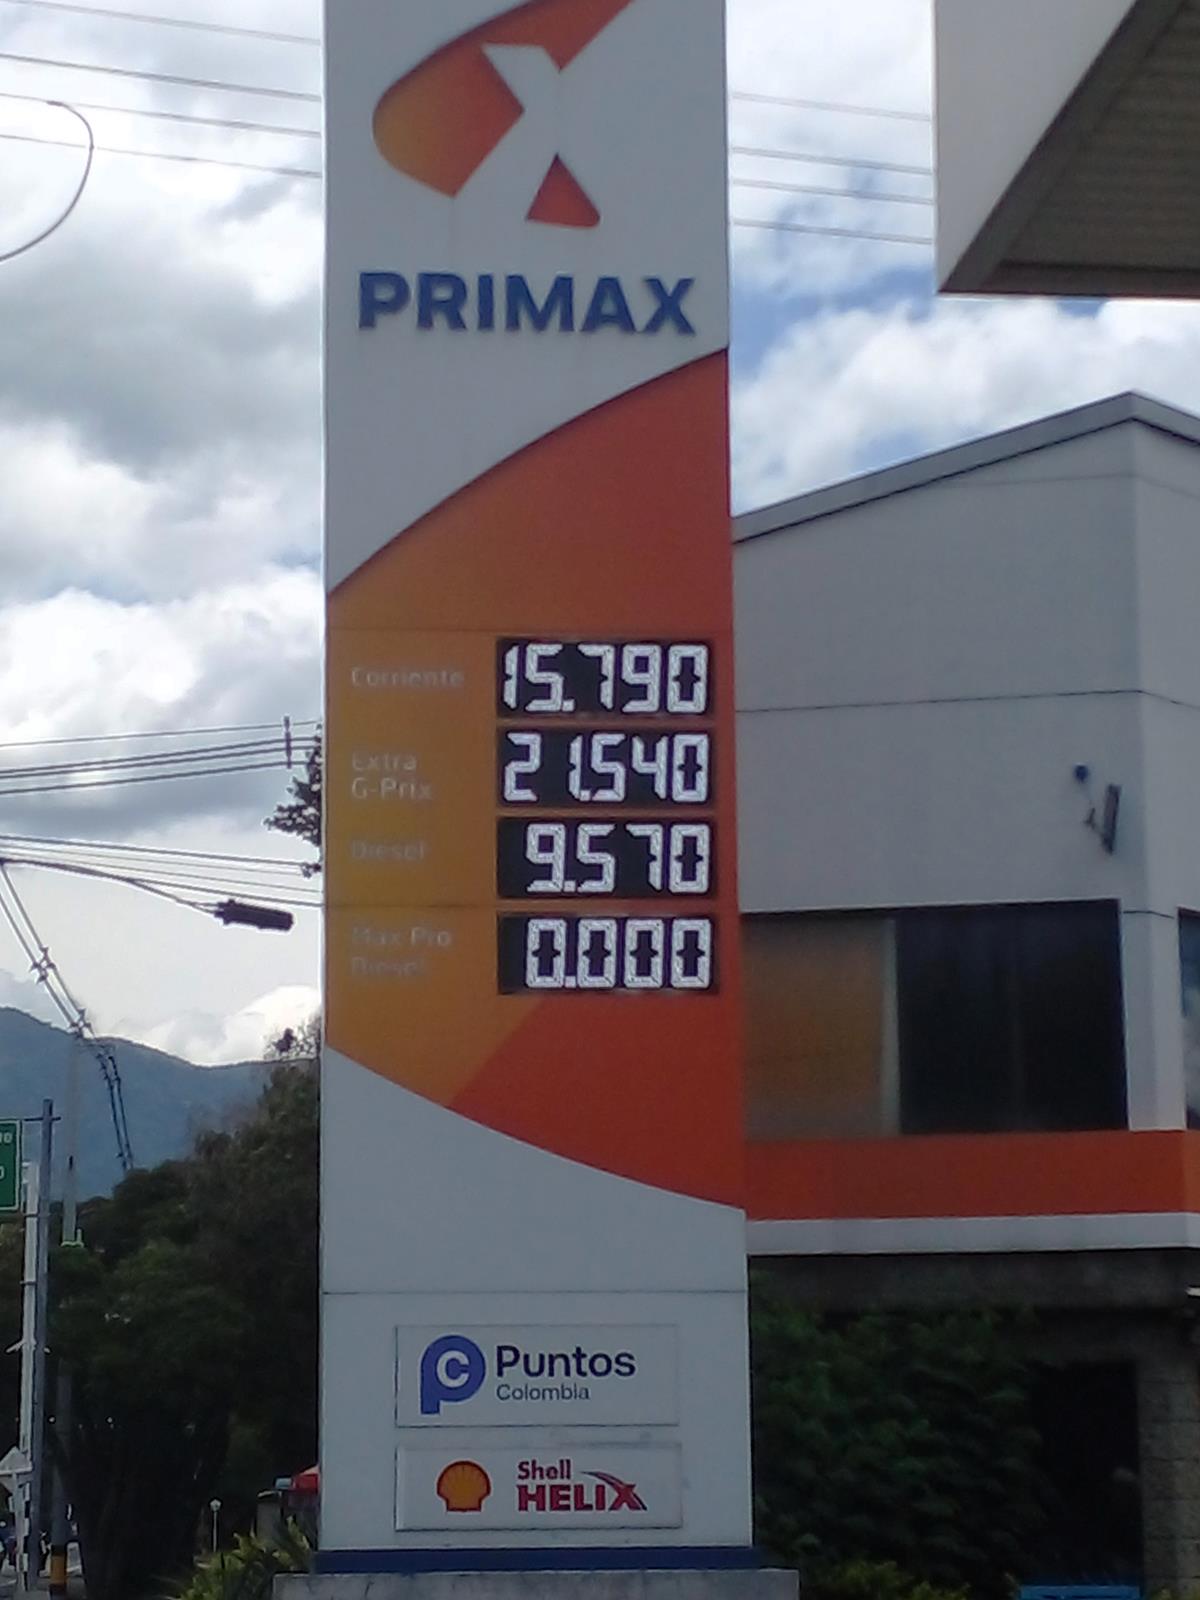 PRIMAX
Corriente 15.790
Extra
G-Prix 21.540
Diesel 9.570
Max Pro
Diesel 0.000
Puntos
Colombia
Shell
HELIX